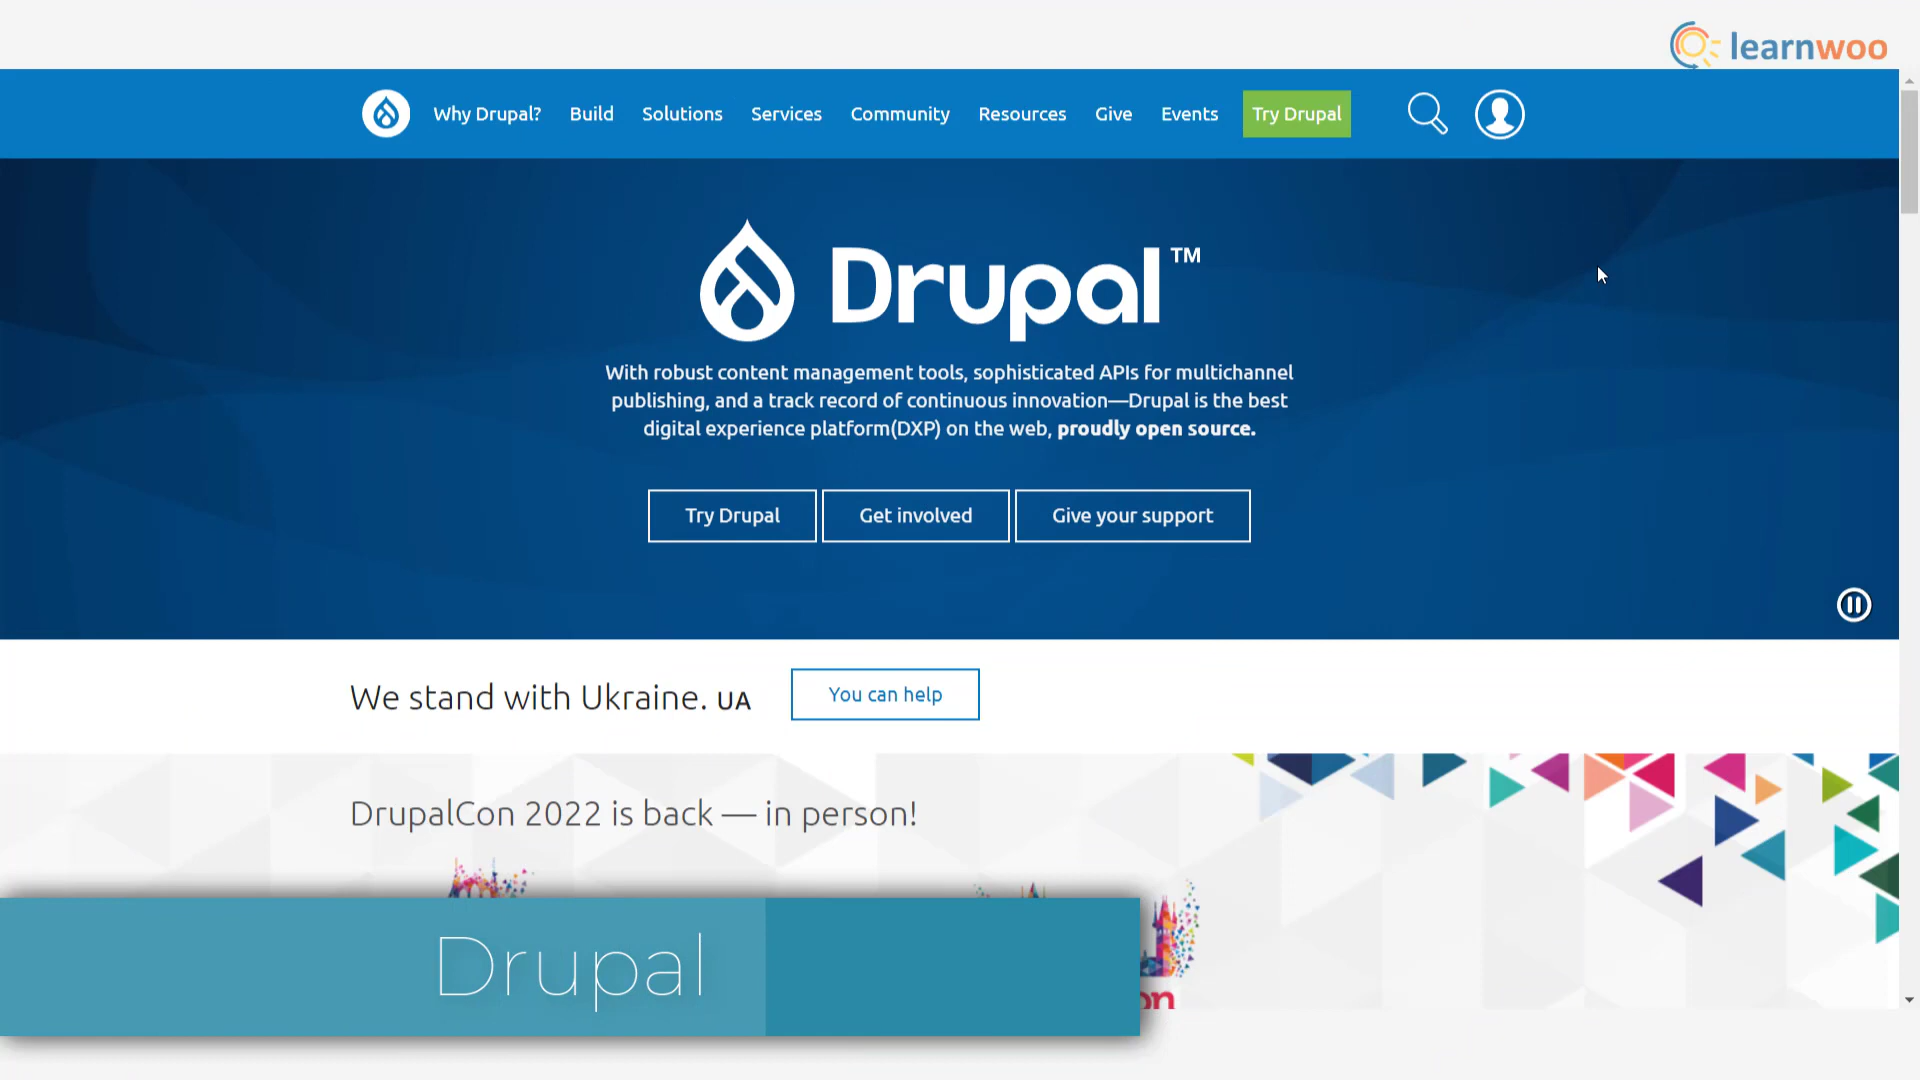 learnwoo
Why Drupal? Build Solutions Services Community Resources Give Events Try Drupal
Drupal™
With robust content management tools, sophisticated APIs for multichannel
publishing, and a track record of continuous innovation—Drupal is the best
digital experience platform(DXP) on the web, proudly open source.
Try Drupal Get involved Give your support
We stand with Ukraine. UA You can help
DrupalCon 2022 is back — in person!
Drupal
on